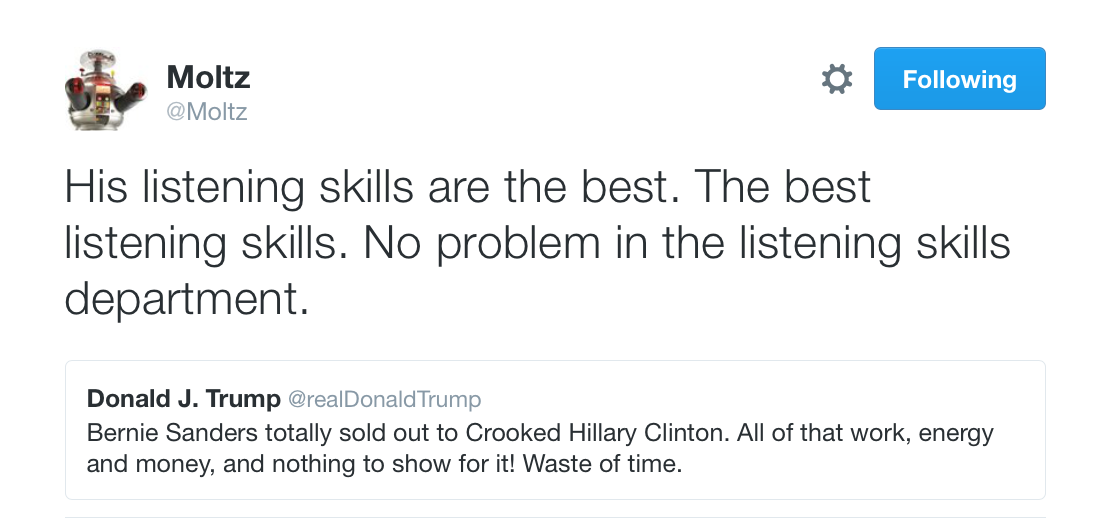 Moltz
@Moltz
Following
His listening skills are the best. The best
listening skills. No problem in the listening skills
department.
Donald J. Trump @realDonaldTrump
Bernie Sanders totally sold out to Crooked Hillary Clinton. All of that work, energy
and money, and nothing to show for it! Waste of time.